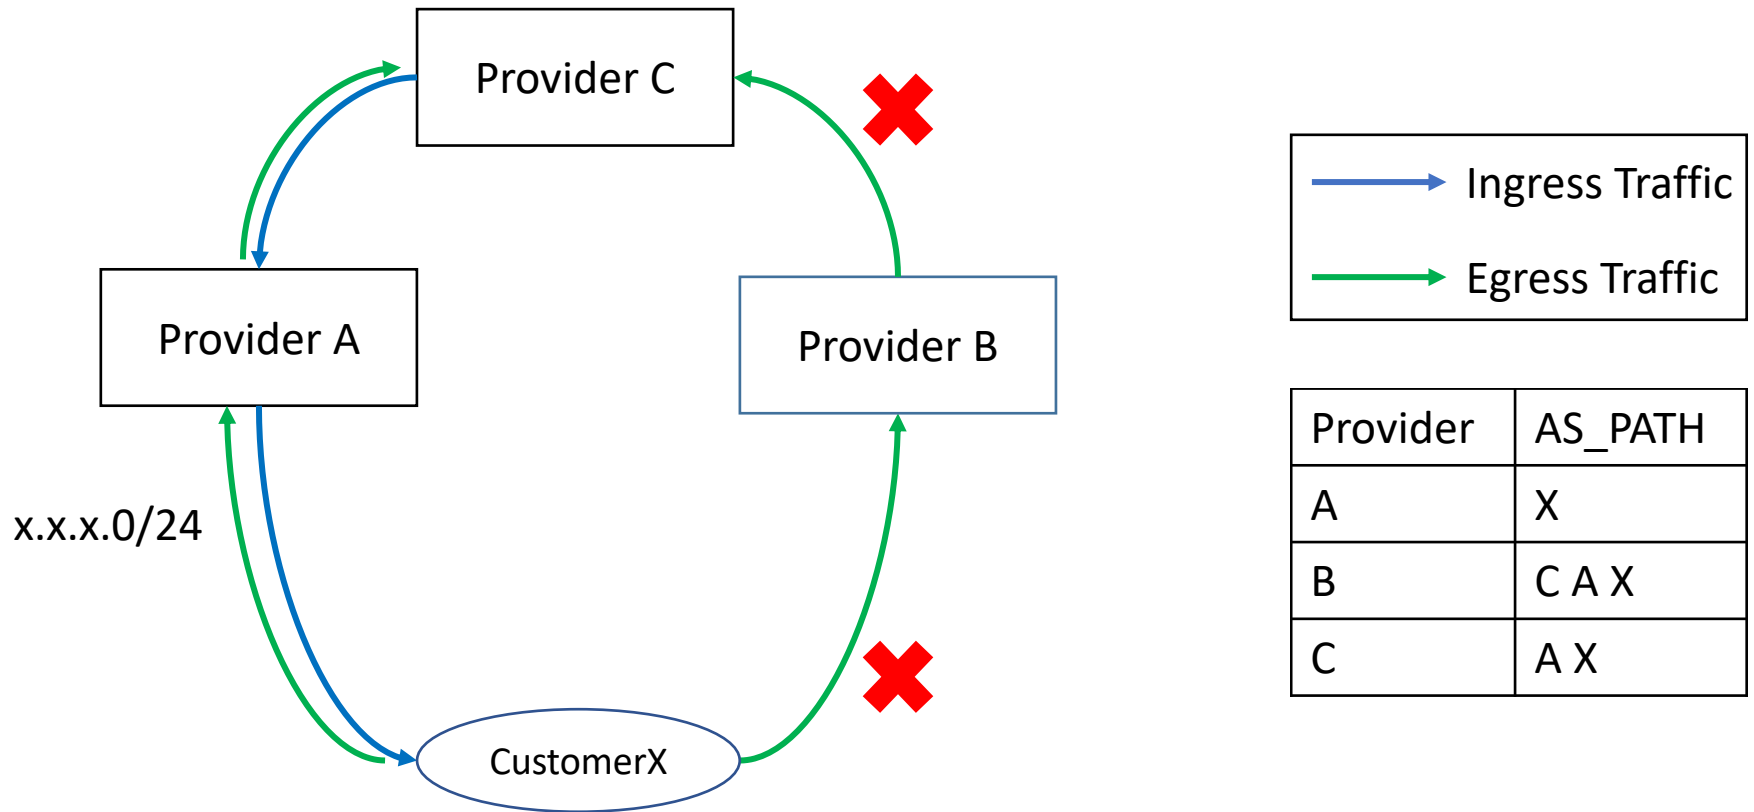 Provider C
Provider A
Provider B
x.x.x.0/24
CustomerX
Ingress Traffic
Egress Traffic
Provider AS_PATH
A X
B C A X
C A X